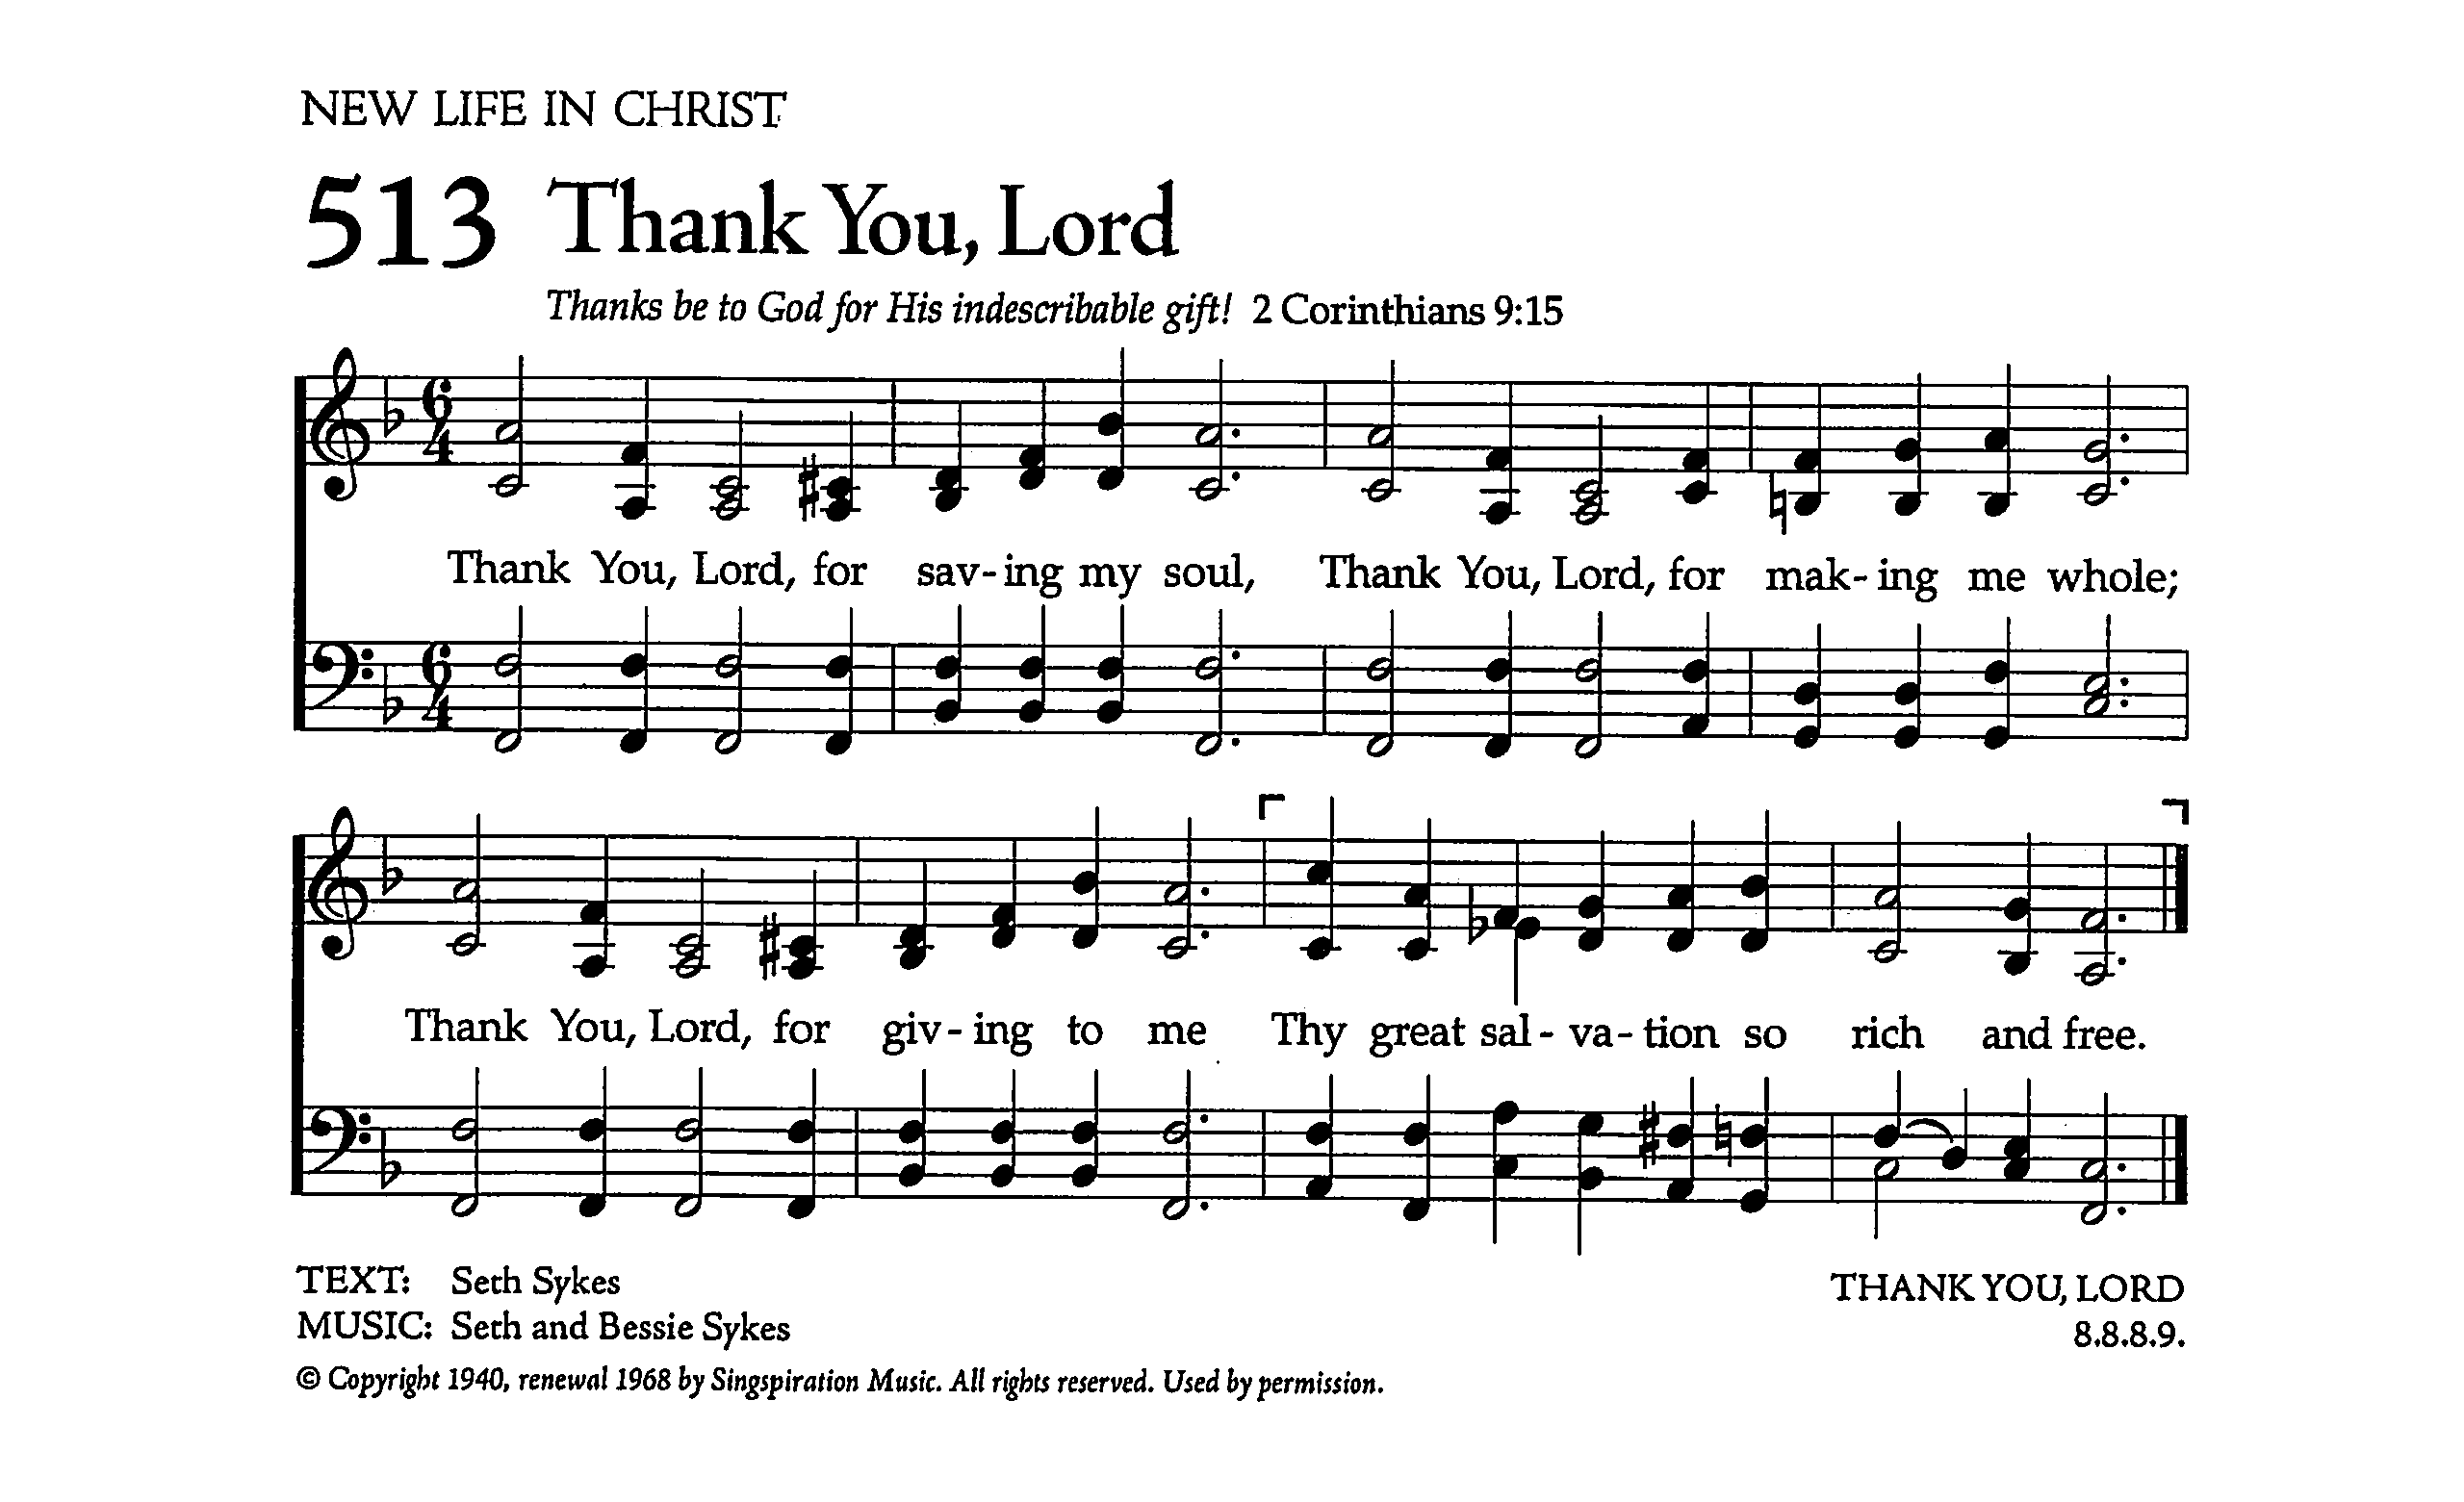 NEW LIFE IN CHRIST
513 Thank You, Lord
Thanks be to God for His indescribable gift! 2 Corinthians 9:15
6 4
Thank You, Lord, for sav-ing my soul, Thank You, Lord, for mak-ing me whole;
6 4
Thank You, Lord, for giv-ing to me Thy great sal-va-tion so rich and free.
TEXT: Seth Sykes
THANK YOU, LORD
MUSIC: Seth and Bessie Sykes
8.8.8.9.
© Copyright 1940, renewal 1968 by Singspiration Music. All rights reserved. Used by permission.